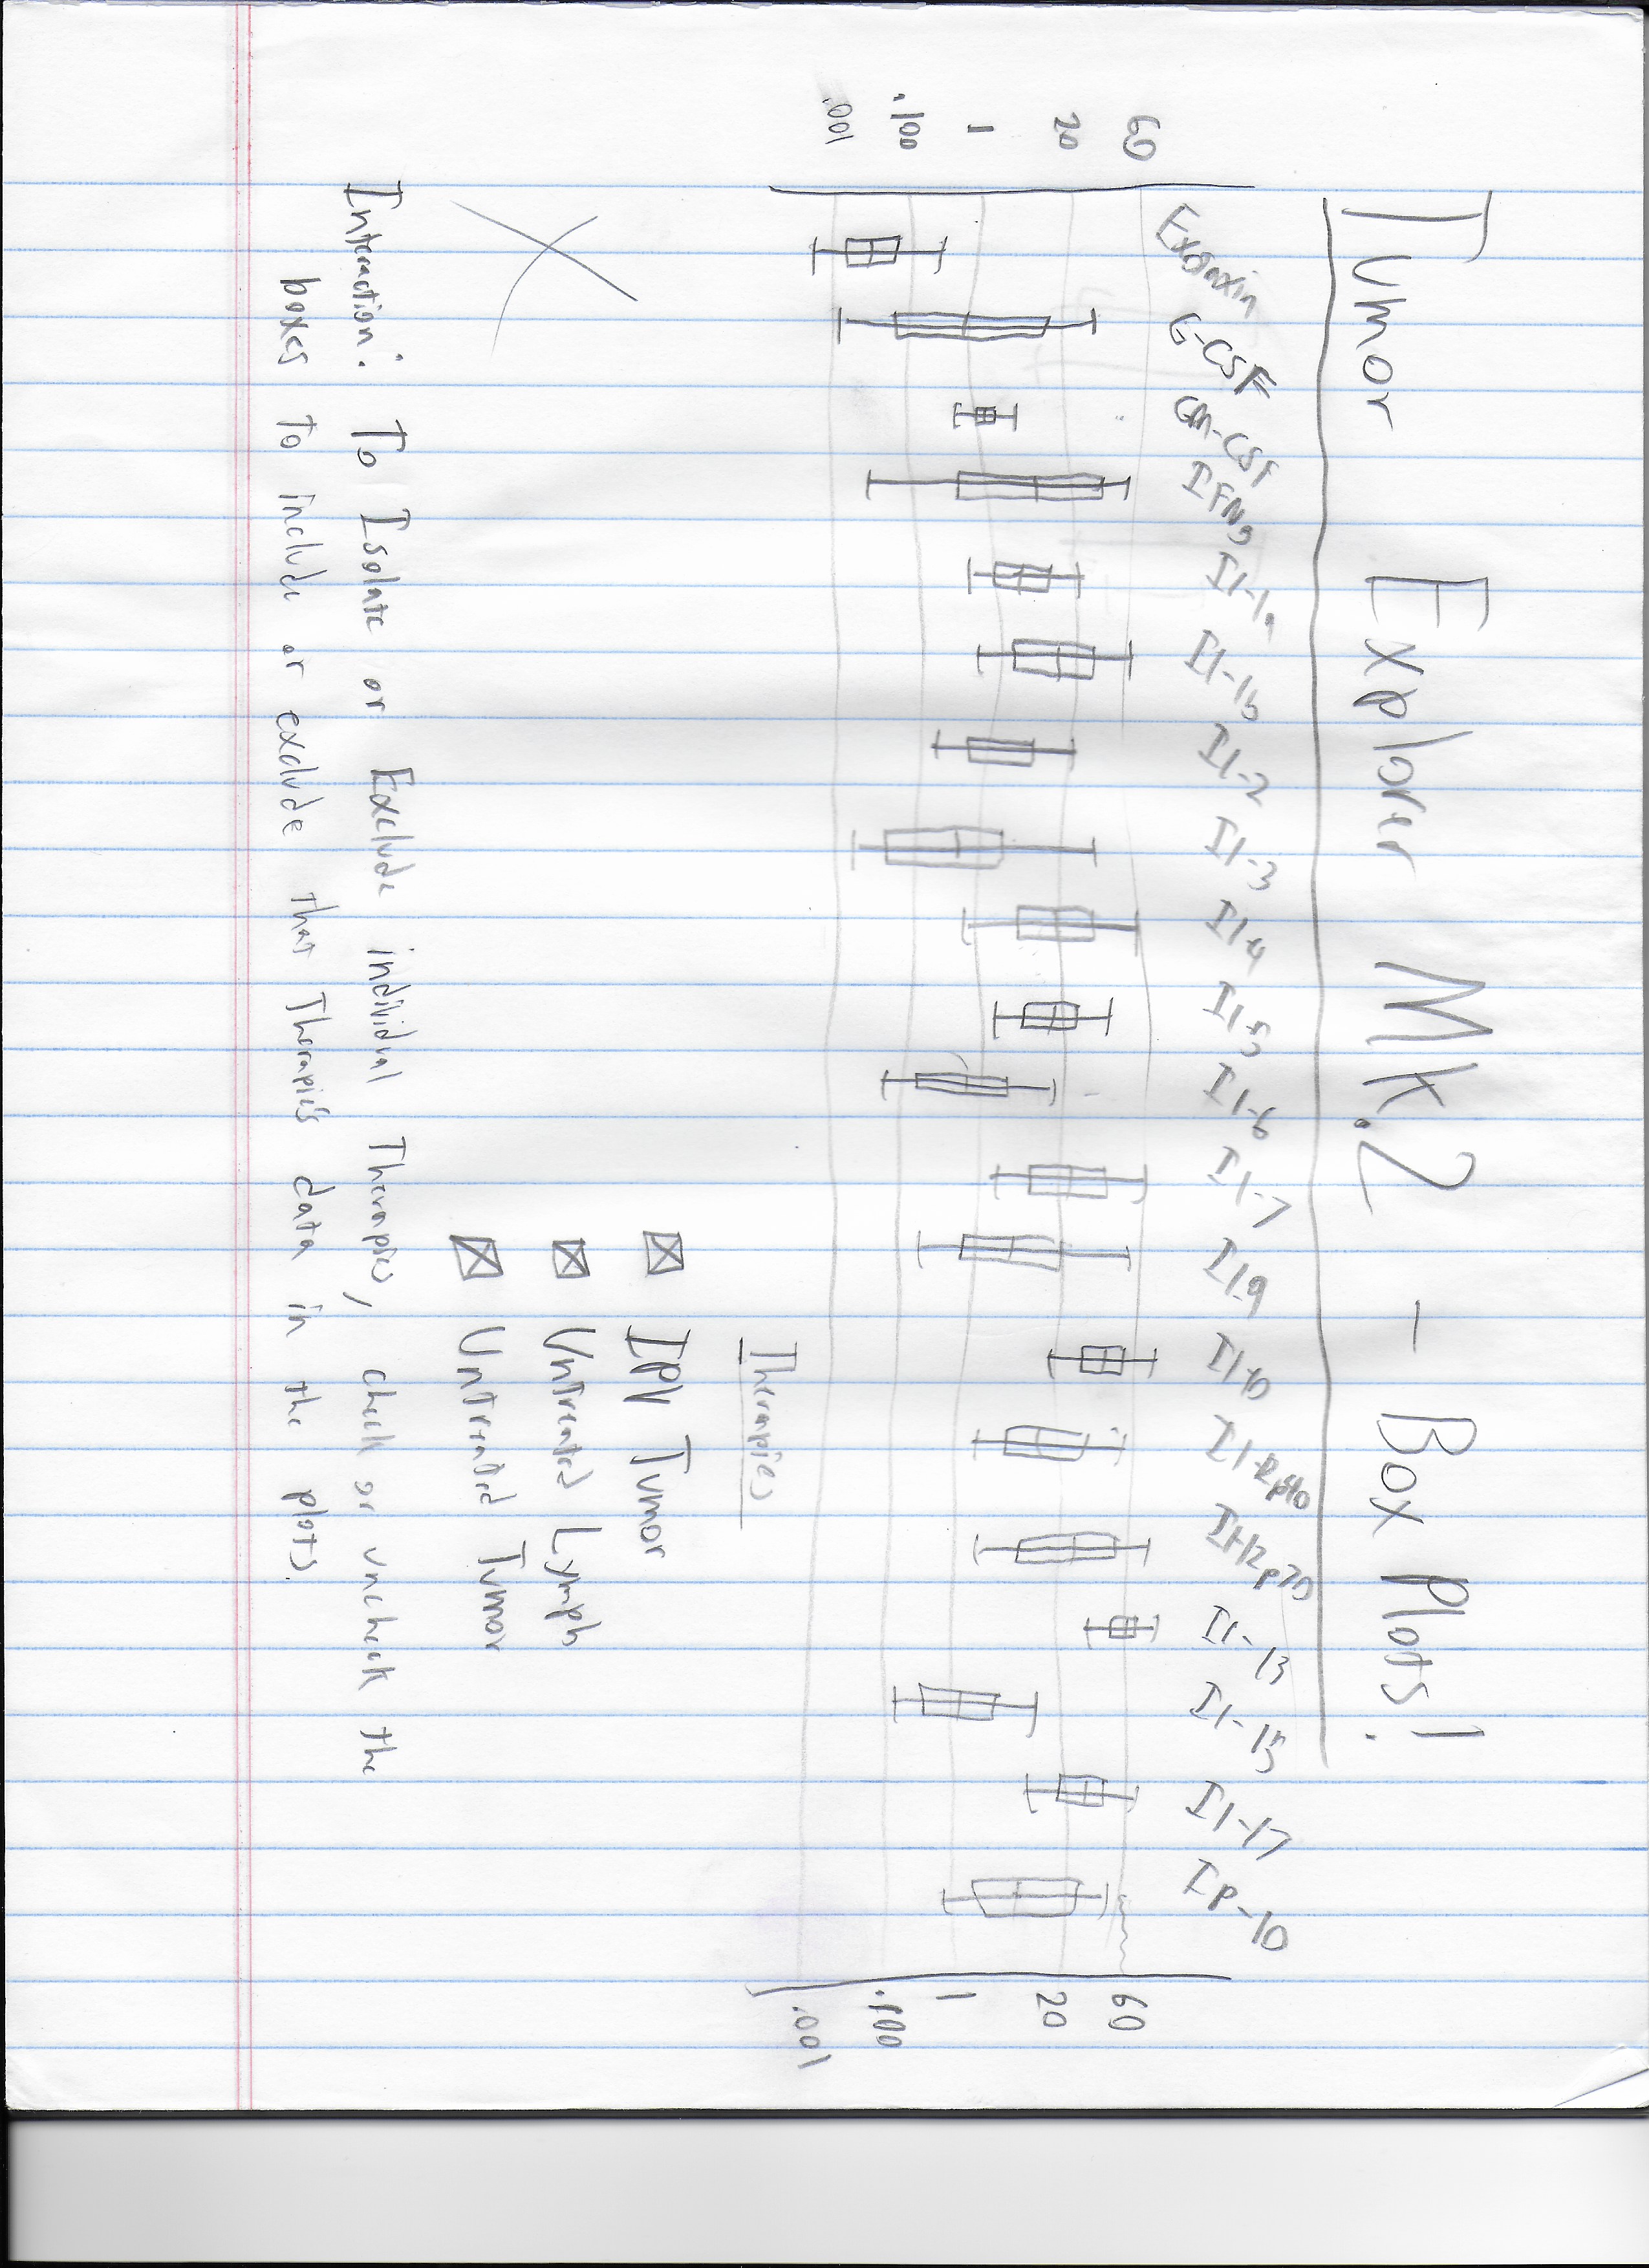 Tumor Explorer Mk.2 - Box Plots!
G-CSF GM-CSF IFNg Il-1a Il-1b Il-2 Il-3 Il-4 Il-5 Il-6 Il-7 Il9 Il-10 Il-12p40 Il-12p70 Il-13 Il-15 Il-17 IP-10
60 60
20 20
1 1
.100 .100
.001 .001
Therapies
IPV Tumor
Untreated Lymph
Untreated Tumor
Interaction: To Isolate or Exclude individual Therapies, check or uncheck the
boxes to include or exclude that Therapie's data in the plots.